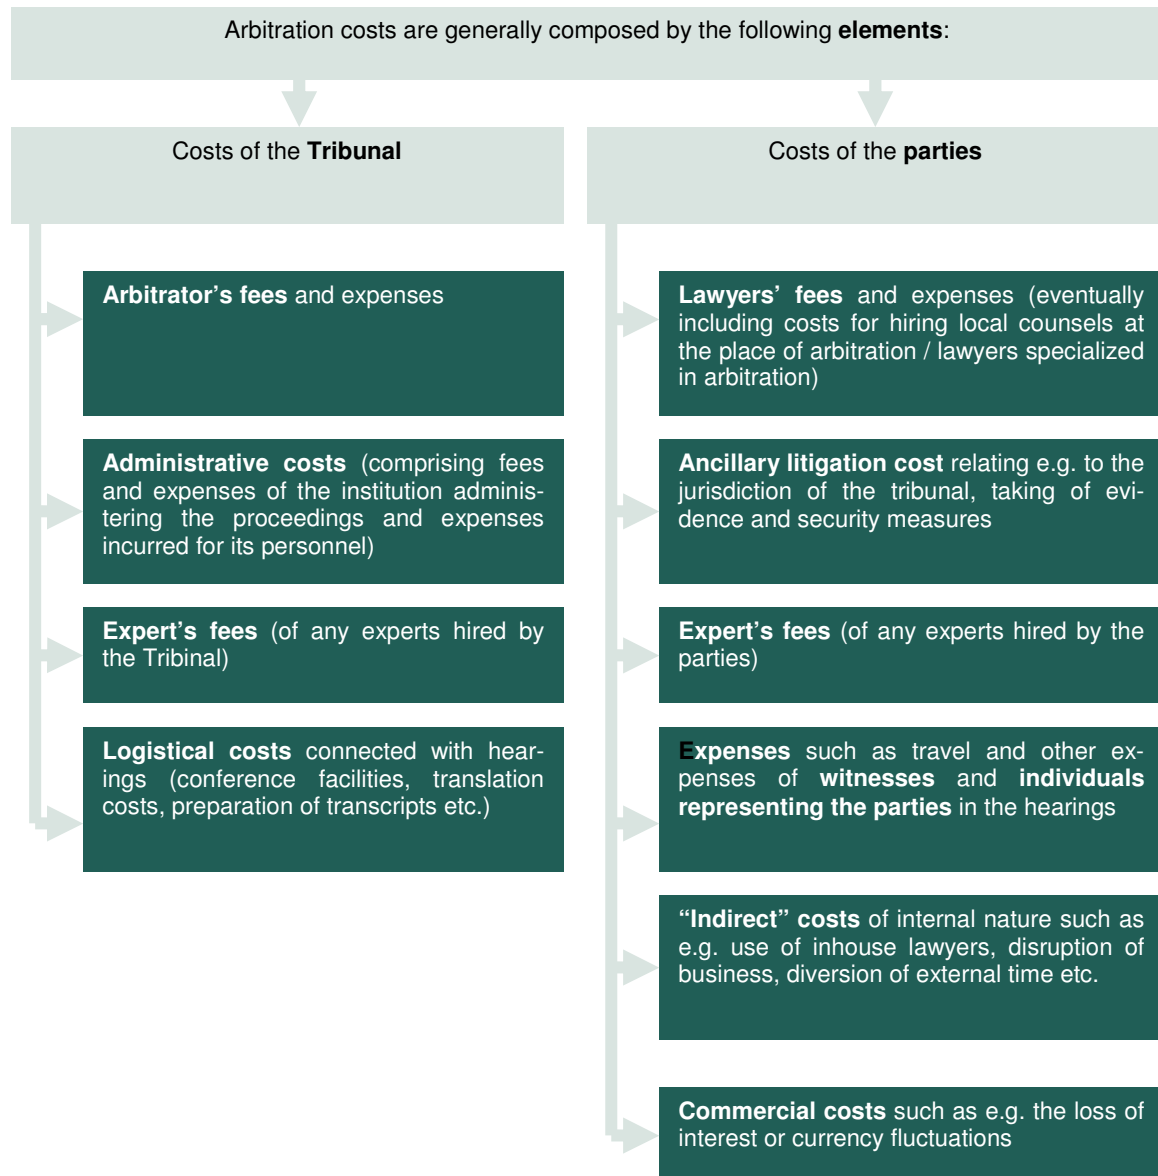 Arbitration costs are generally composed by the following elements:
Costs of the Tribunal
Arbitrator’s fees and expenses
Administrative costs (comprising fees
and expenses of the institution adminis-
tering the proceedings and expenses
incurred for its personnel)
Expert’s fees (of any experts hired by
the Tribinal)
Logistical costs connected with hear-
ings (conference facilities, translation
costs, preparation of transcripts etc.)
Costs of the parties
Lawyers’ fees and expenses (eventually
including costs for hiring local counsels at
the place of arbitration / lawyers specialized
in arbitration)
Ancillary litigation cost relating e.g. to the
jurisdiction of the tribunal, taking of evi-
dence and security measures
Expert’s fees (of any experts hired by the
parties)
Expenses such as travel and other ex-
penses of witnesses and individuals
representing the parties in the hearings
“Indirect” costs of internal nature such as
e.g. use of inhouse lawyers, disruption of
business, diversion of external time etc.
Commercial costs such as e.g. the loss of
interest or currency fluctuations